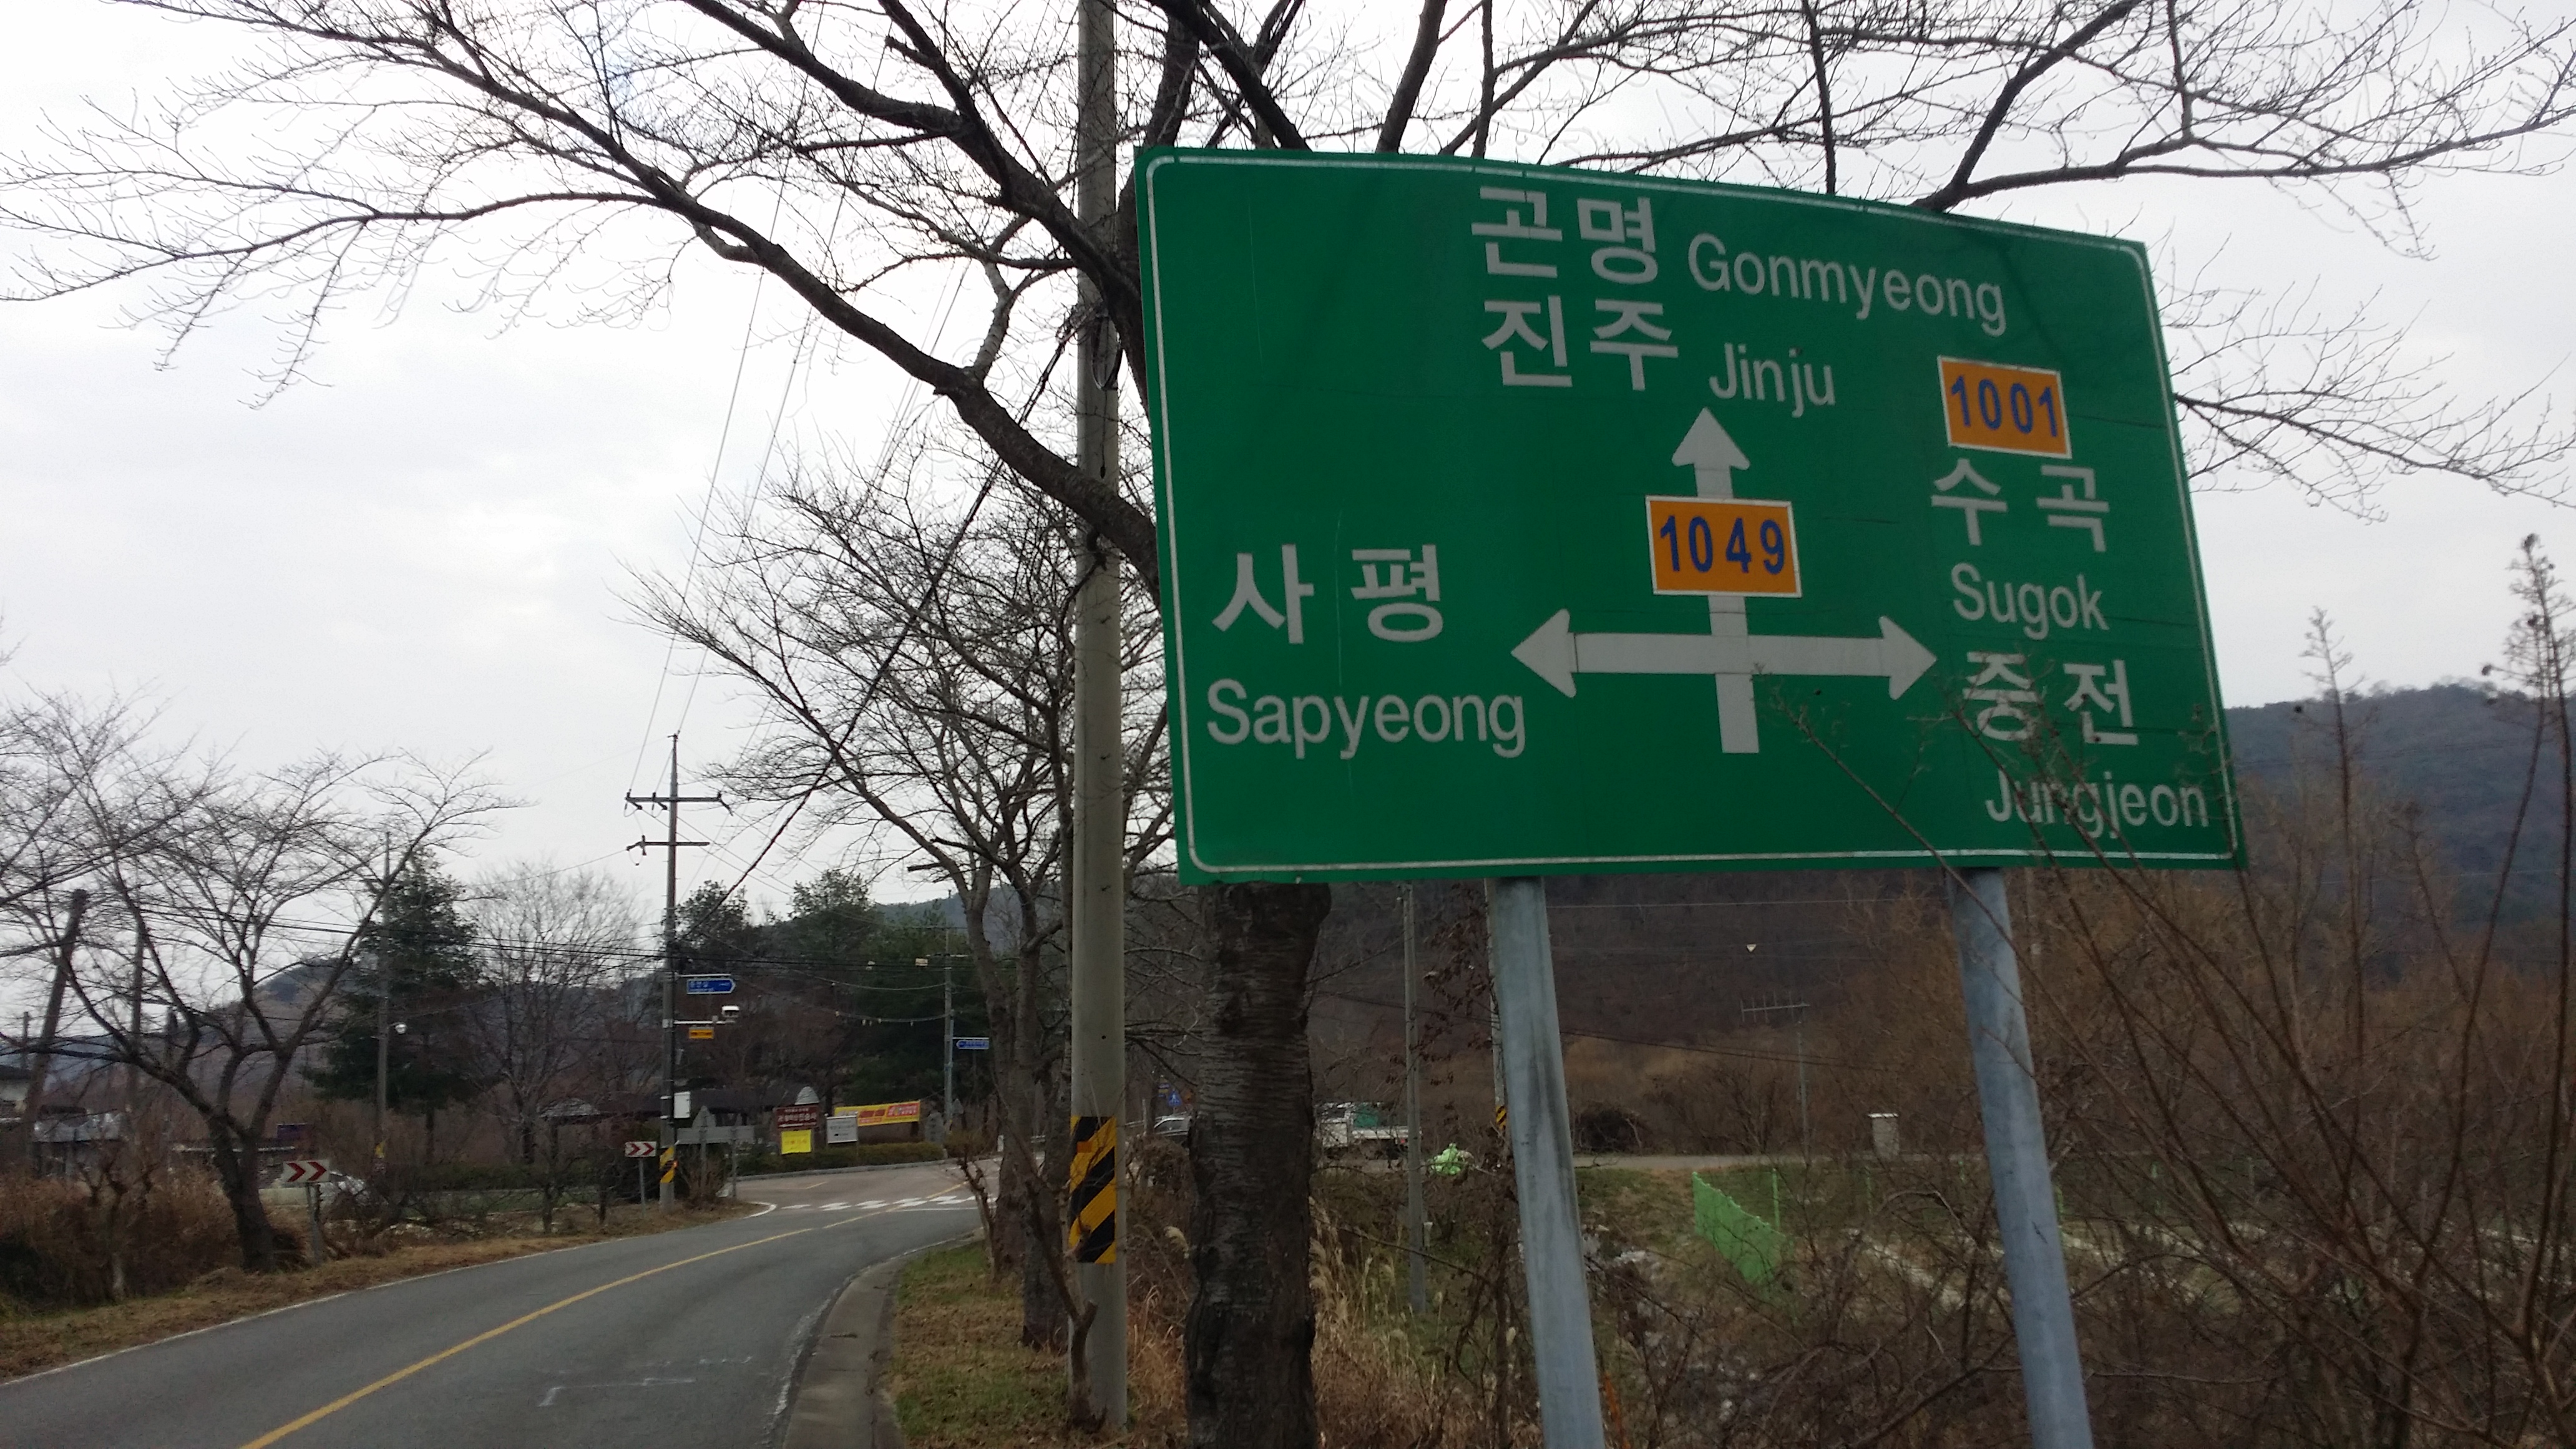 곤명 Gonmyeong
진주 Jinju
1001
1049
수곡
Sugok
사평
Sapyeong
중전
Jungjeon